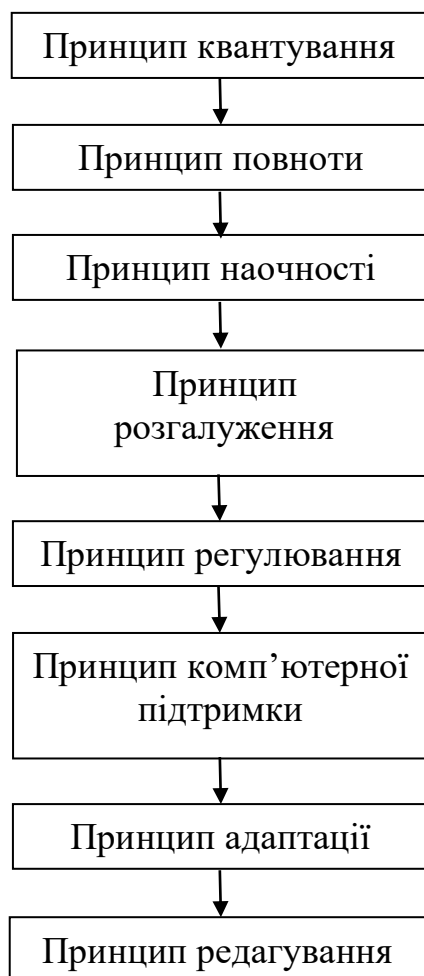 Принцип квантування
Принцип повноти
Принцип наочності
Принцип
розгалуження
Принцип регулювання
Принцип комп’ютерної
підтримки
Принцип адаптації
Принцип редагування